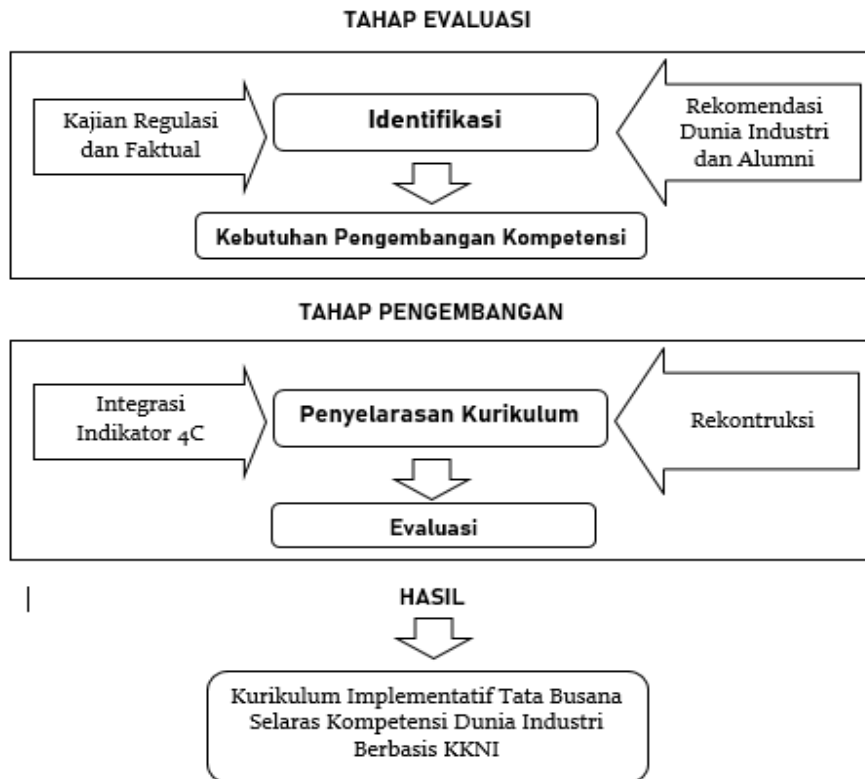 TAHAP EVALUASI
Kajian Regulasi
dan Faktual
Identifikasi
Rekomendasi
Dunia Industri
dan Alumni
Kebutuhan Pengembangan Kompetensi
TAHAP PENGEMBANGAN
Integrasi
Indikator 4C
Penyelarasan Kurikulum
Rekontruksi
Evaluasi
HASIL
Kurikulum Implementatif Tata Busana
Selaras Kompetensi Dunia Industri
Berbasis KKNI